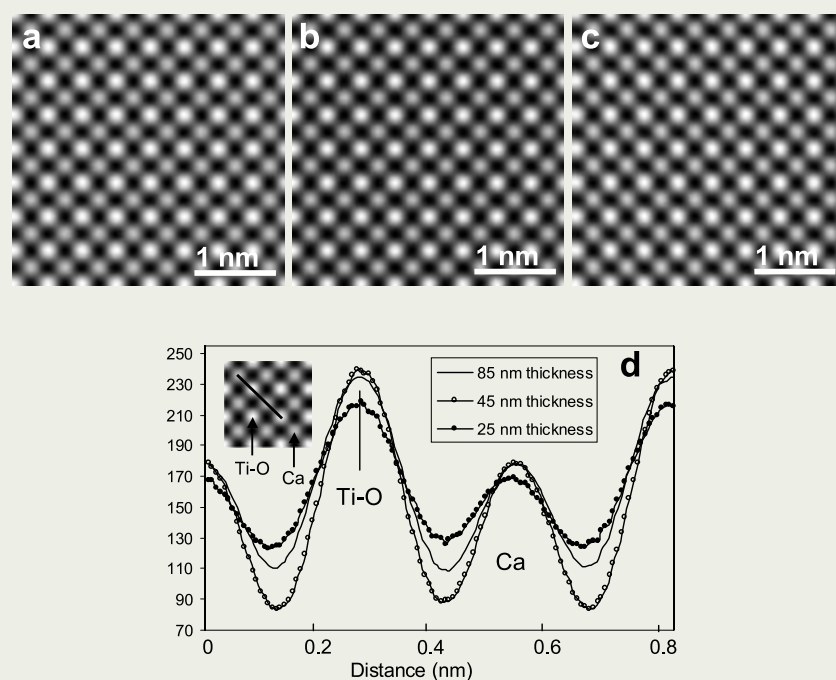 a
b
c
1 nm
1 nm
1 nm
d
250
230
210
190
170
150
130
110
90
70
85 nm thickness
45 nm thickness
25 nm thickness
Ti-O
Ca
Ti-O
Ca
0
0.2
0.4
0.6
0.8
Distance (nm)